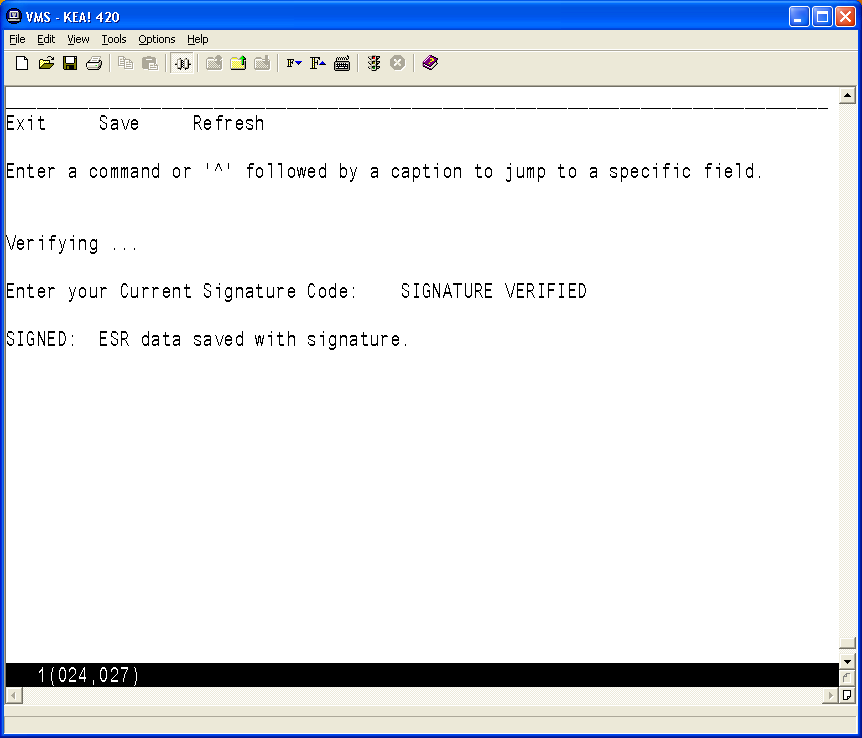 VMS - KEA! 420
File Edit View Tools Options Help
Exit Save Refresh
Enter a command or '^' followed by a caption to jump to a specific field.
Verifying ...
Enter your Current Signature Code: SIGNATURE VERIFIED
SIGNED: ESR data saved with signature.
1(024,027)